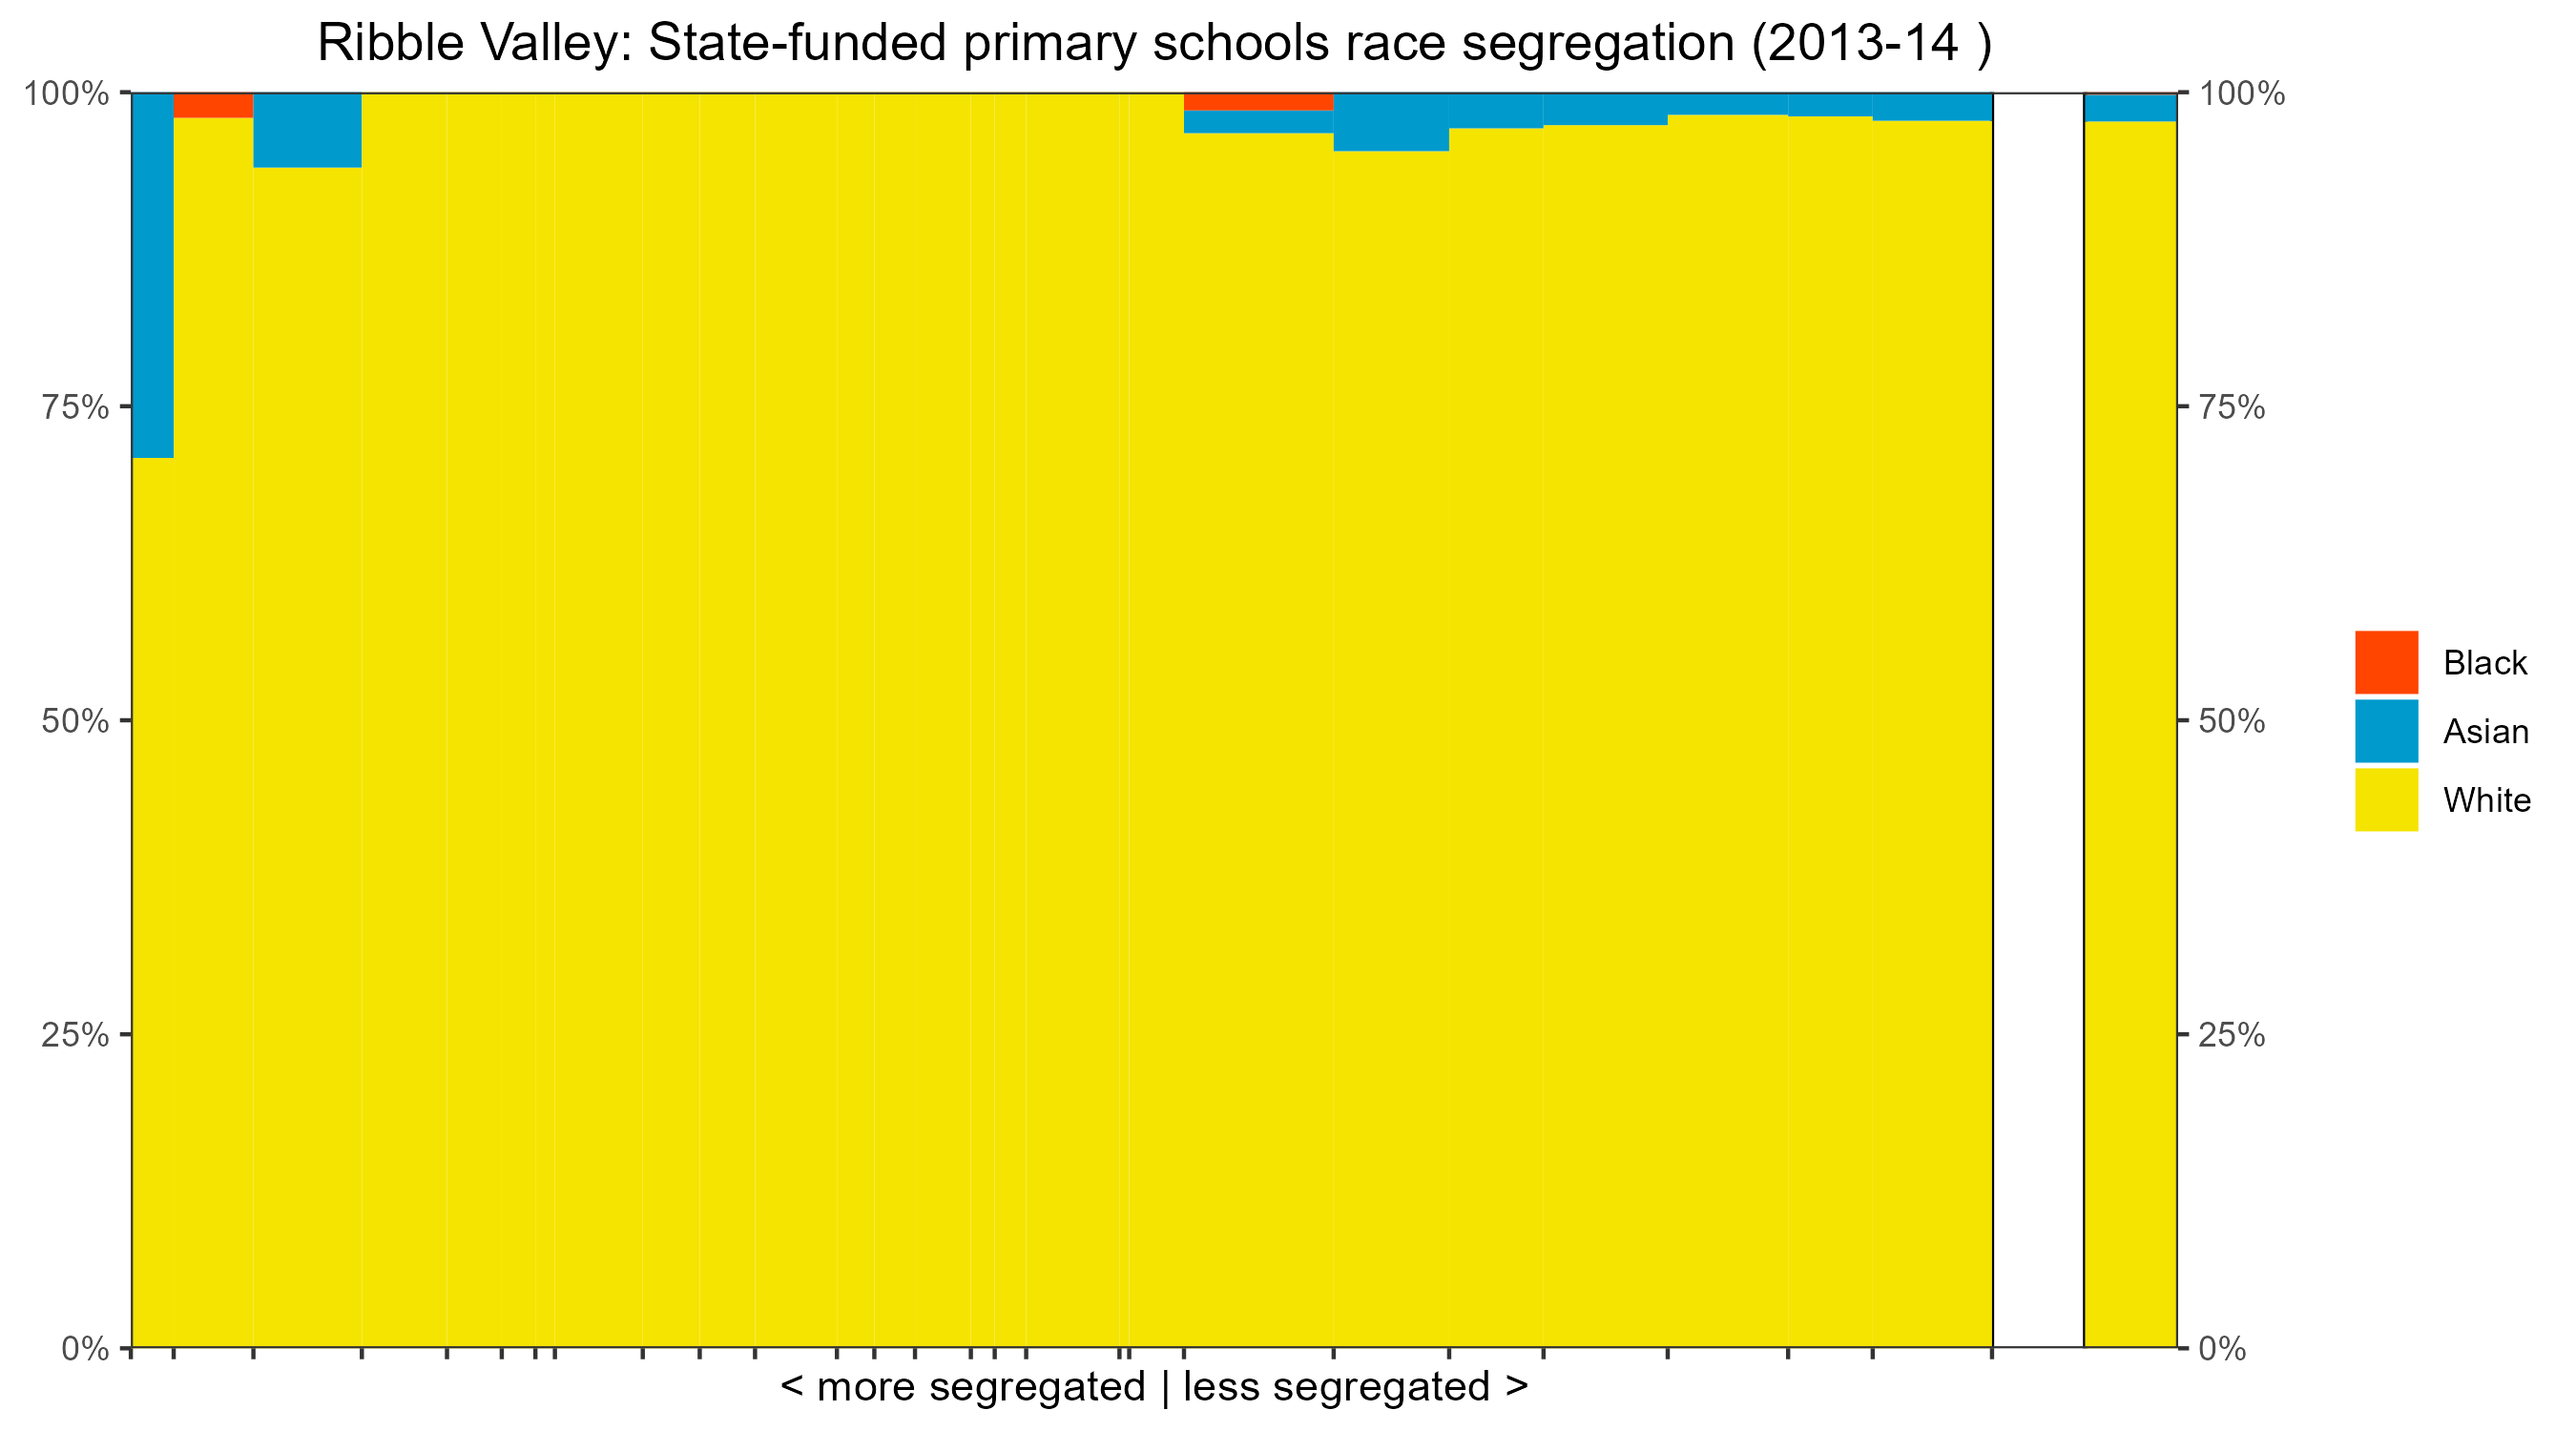 Ribble Valley: State-funded primary schools race segregation (2013-14 )
100%
100%
75%
75%
50%
50%
25%
25%
0%
0%
Black
Asian
White
< more segregated | less segregated >